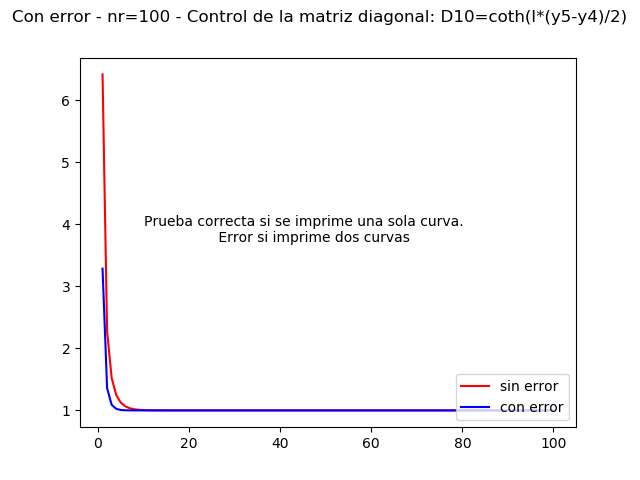 Con error - nr=100 - Control de la matriz diagonal: D10=coth(l*(y5-y4)/2)
6
5
Prueba correcta si se imprime una sola curva.
4
Error si imprime dos curvas
3
2
sin error
1
con error
0 20 40 60 80 100